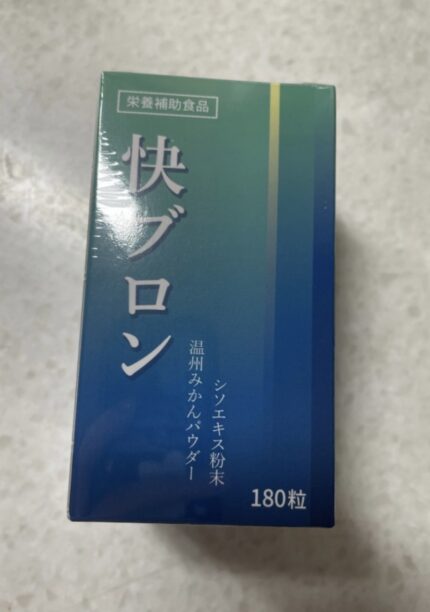 栄養補助食品
快ブロン
シソエキス粉末
温州みかんパウダー
180粒